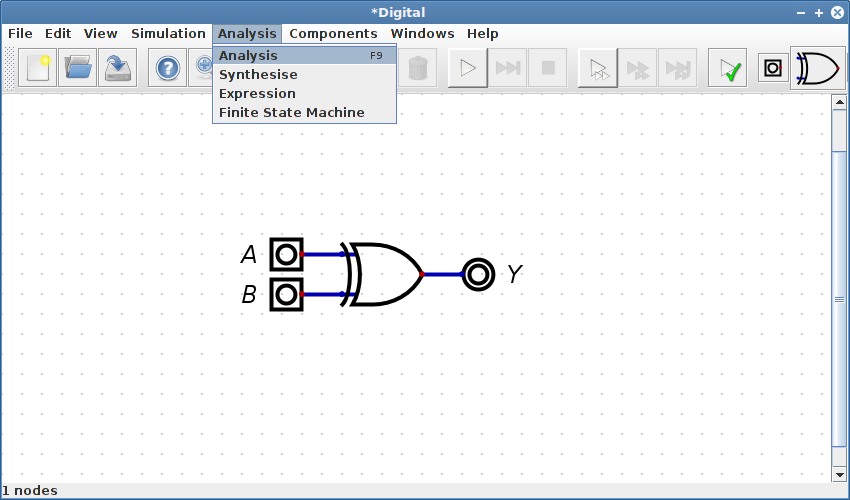 *Digital
File Edit View Simulation Analysis Components Windows Help
Analysis F9
Synthesise
Expression
Finite State Machine
A
B
Y
1 nodes